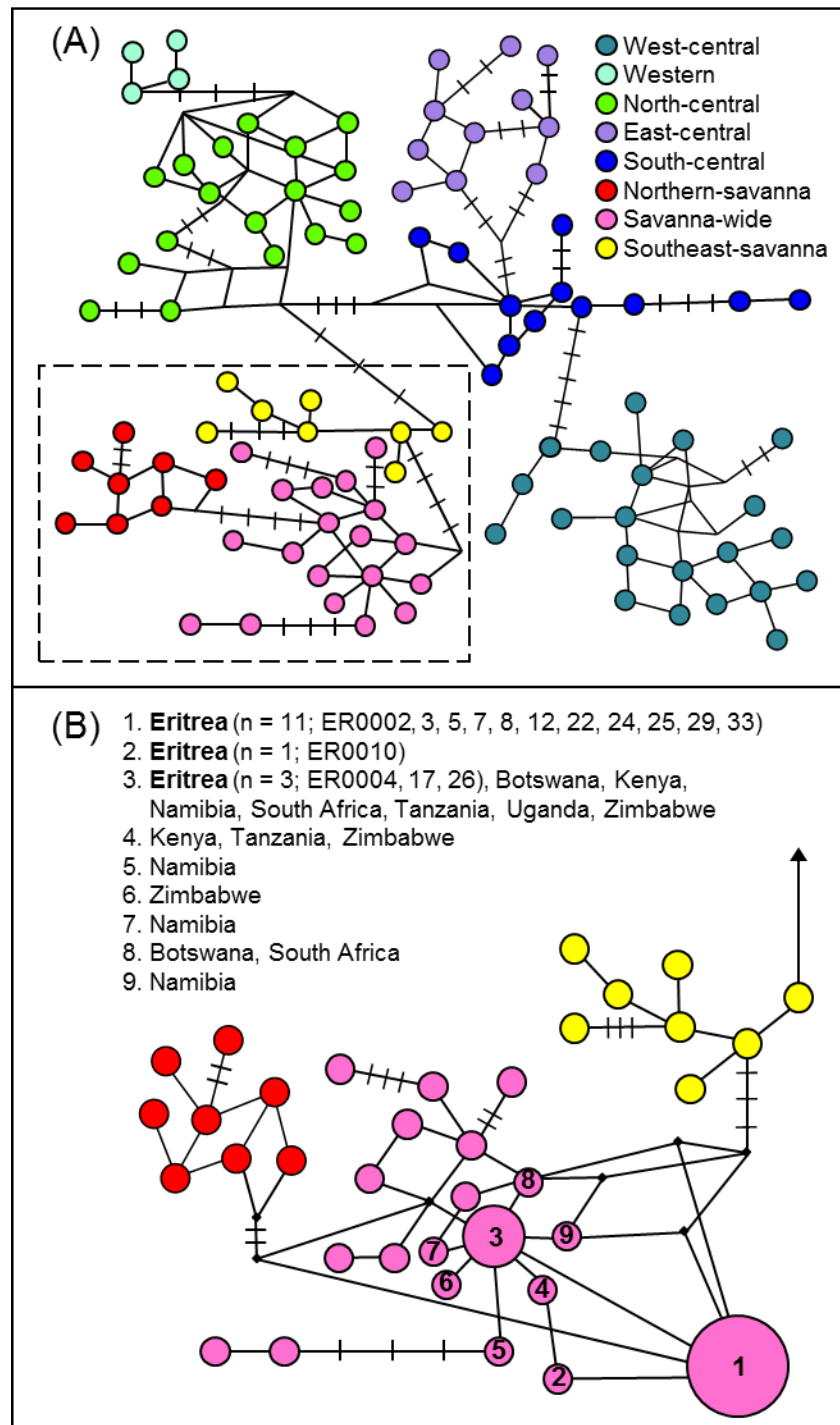 (A)
West-central
Western
North-central
East-central
South-central
Northern-savanna
Savanna-wide
Southeast-savanna
(B)
1. Eritrea (n = 11; ER0002, 3, 5, 7, 8, 12, 22, 24, 25, 29, 33)
2. Eritrea (n = 1; ER0010)
3. Eritrea (n = 3; ER0004, 17, 26), Botswana, Kenya,
Namibia, South Africa, Tanzania, Uganda, Zimbabwe
4. Kenya, Tanzania, Zimbabwe
5. Namibia
6. Zimbabwe
7. Namibia
8. Botswana, South Africa
9. Namibia
8
3
9
7
6
4
5
2
1